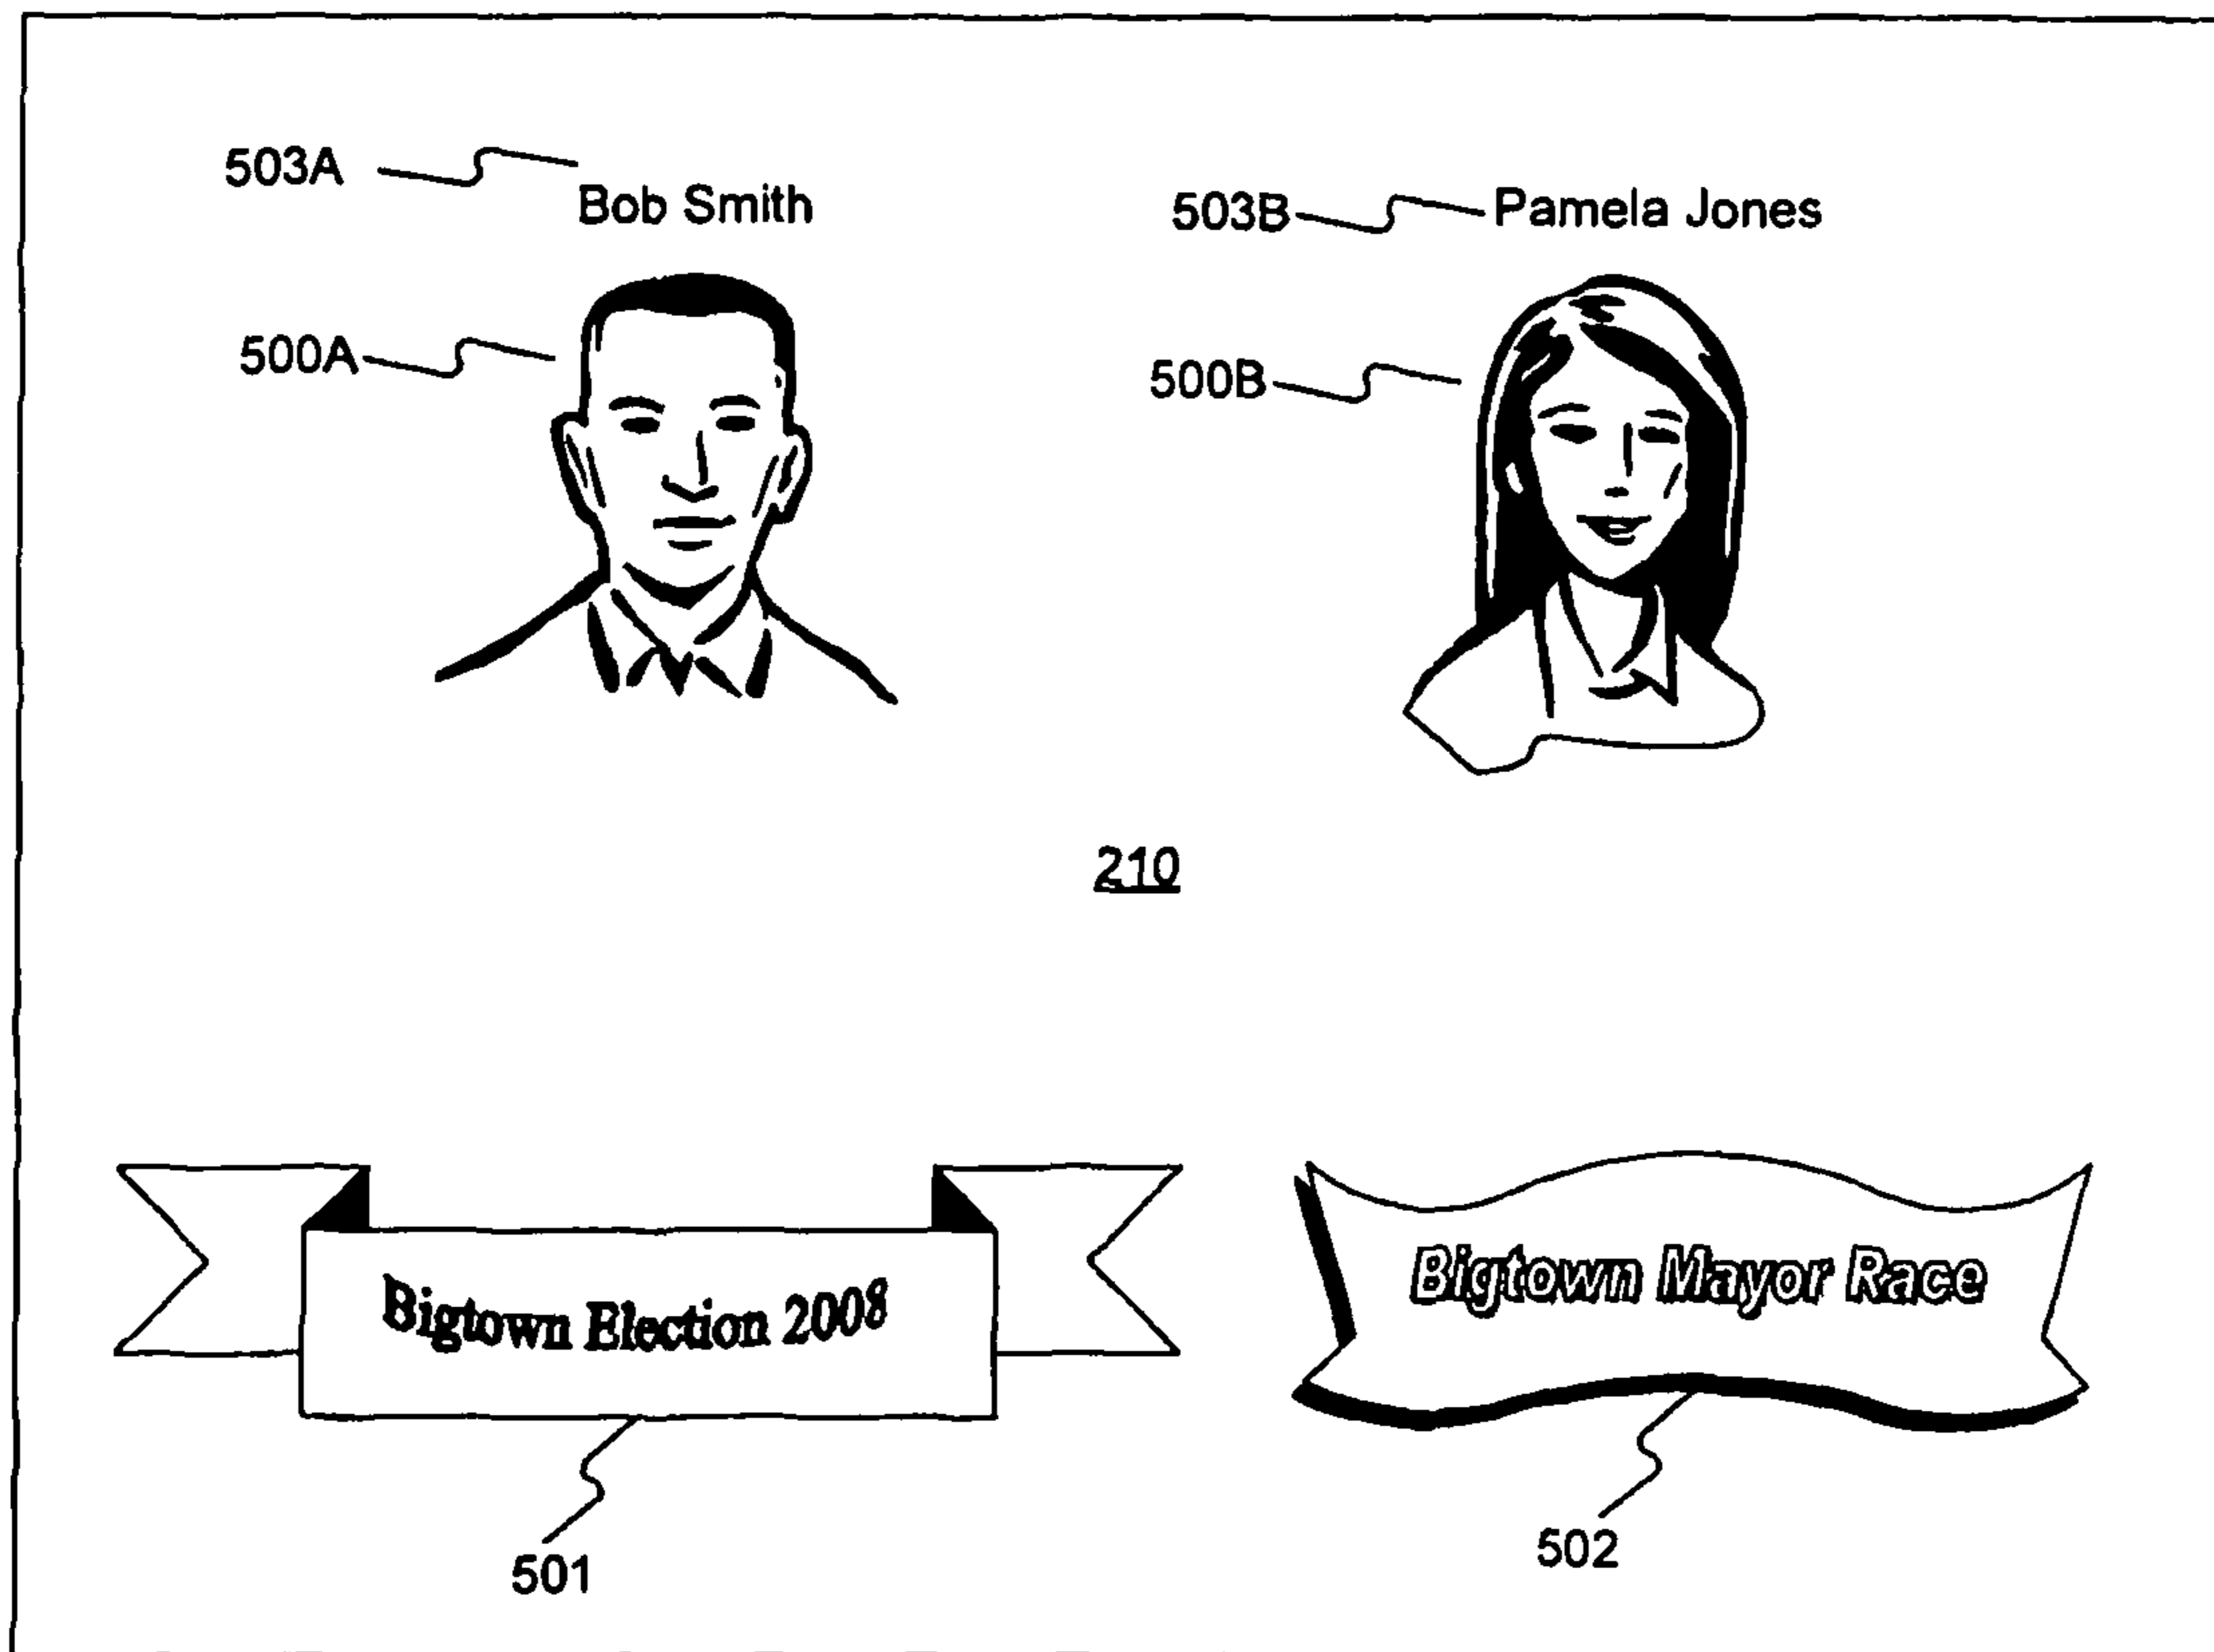 503A
Bob Smith
503B
Pamela Jones
500A
500B
210
Bigtown Election 2008
Bigtown Mayor Race
501
502